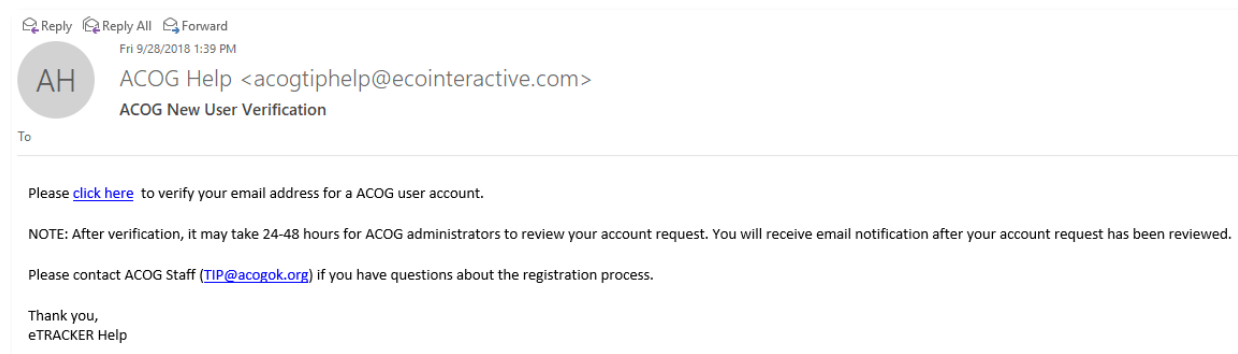 Reply Reply All Forward
Fri 9/28/2018 1:39 PM
AH
ACOG Help <acogtiphelp@ecointeractive.com>
ACOG New User Verification
To
Please click here to verify your email address for a ACOG user account.
NOTE: After verification, it may take 24-48 hours for ACOG administrators to review your account request. You will receive email notification after your account request has been reviewed.
Please contact ACOG Staff (TIP@acogok.org) if you have questions about the registration process.
Thank you,
eTRACKER Help